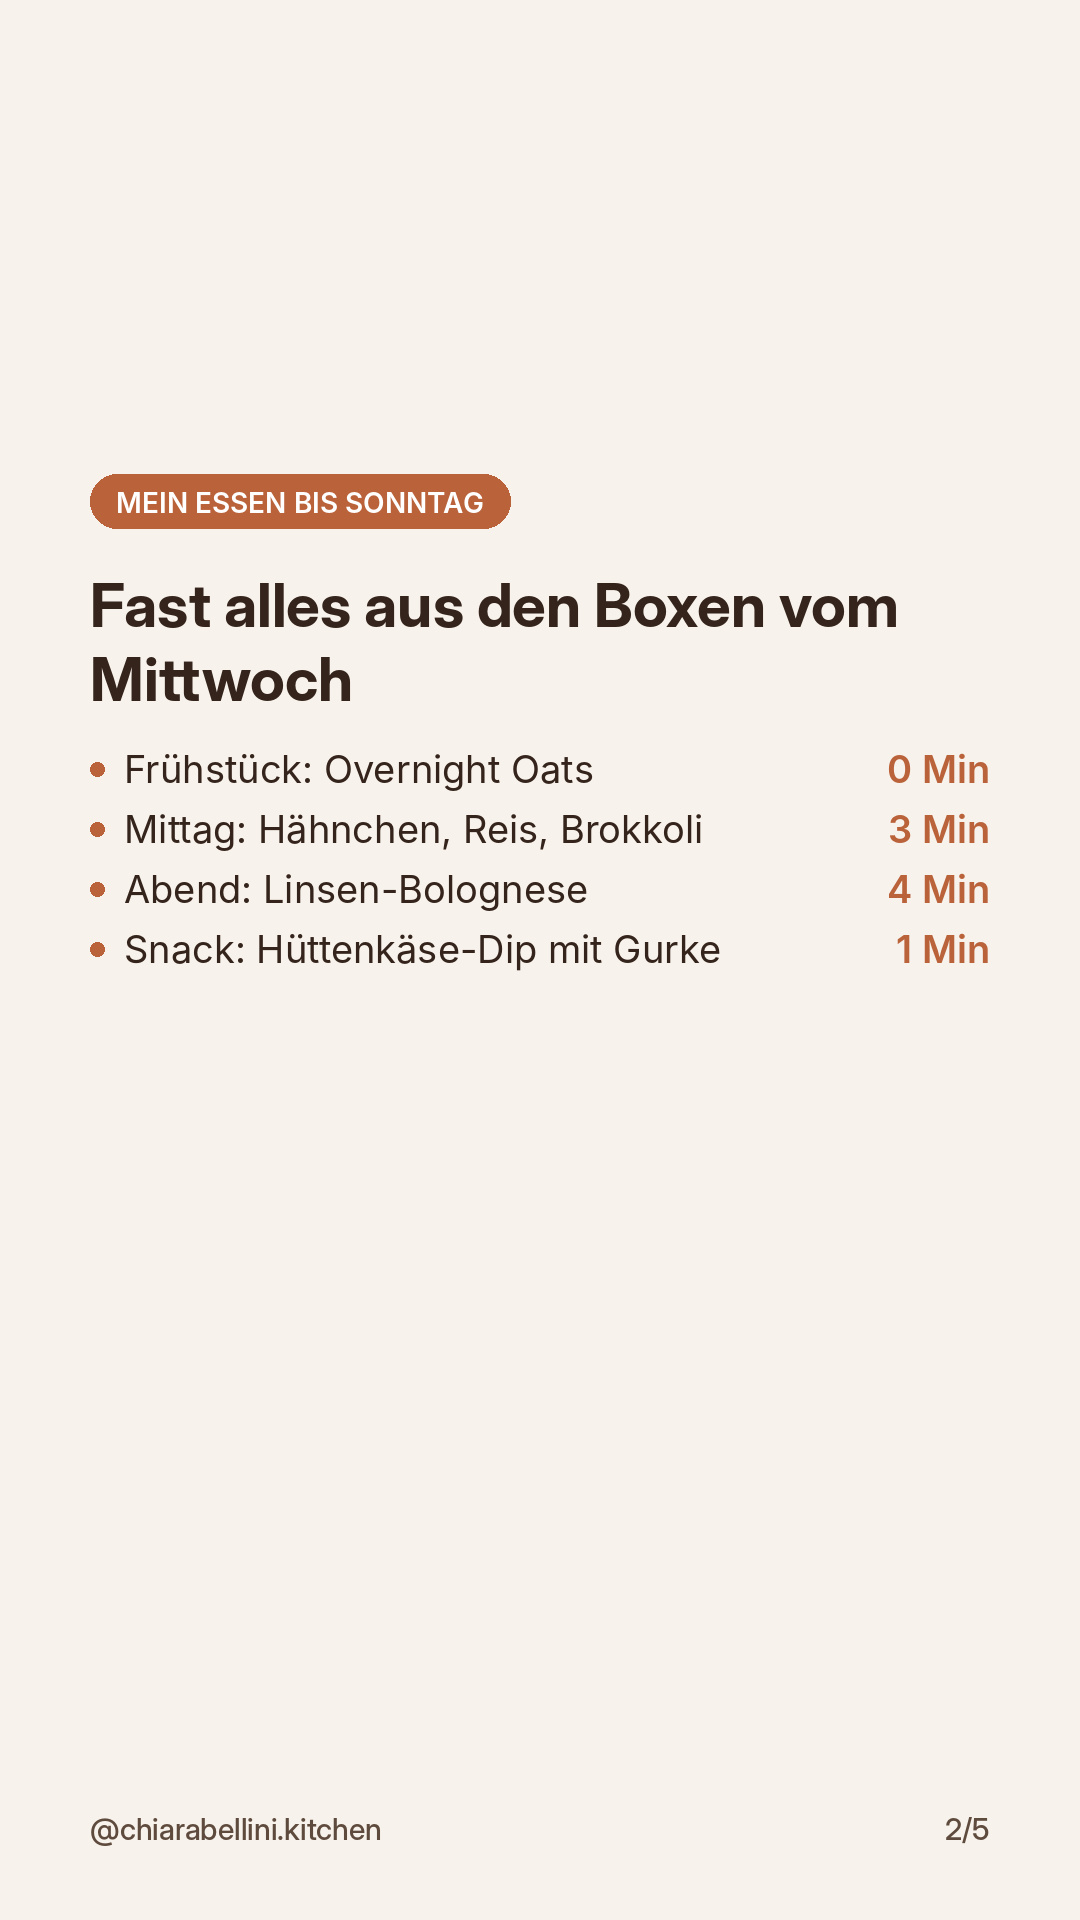 MEIN ESSEN BIS SONNTAG
Fast alles aus den Boxen vom
Mittwoch
Frühstück: Overnight Oats 0 Min
Mittag: Hähnchen, Reis, Brokkoli 3 Min
Abend: Linsen-Bolognese 4 Min
Snack: Hüttenkäse-Dip mit Gurke 1 Min
@chiarabellini.kitchen 2/5